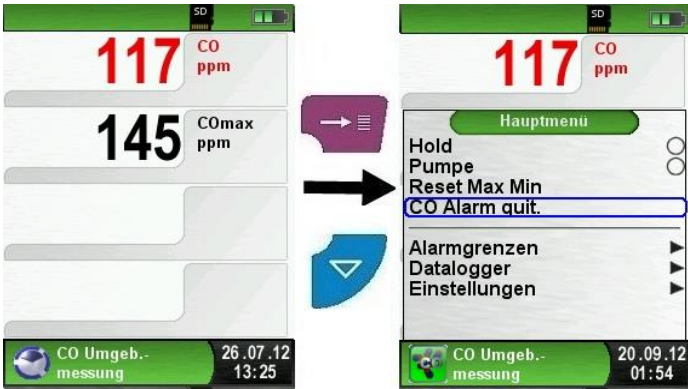 SD
117 CO
ppm
145 COmax
ppm
CO Umgeb.-
messung
26.07.12
13:25
SD
117 CO
ppm
Hauptmenü
Hold
Pumpe
Reset Max Min
CO Alarm quit.
Alarmgrenzen
Datalogger
Einstellungen
CO Umgeb.-
messung
20.09.12
01:54